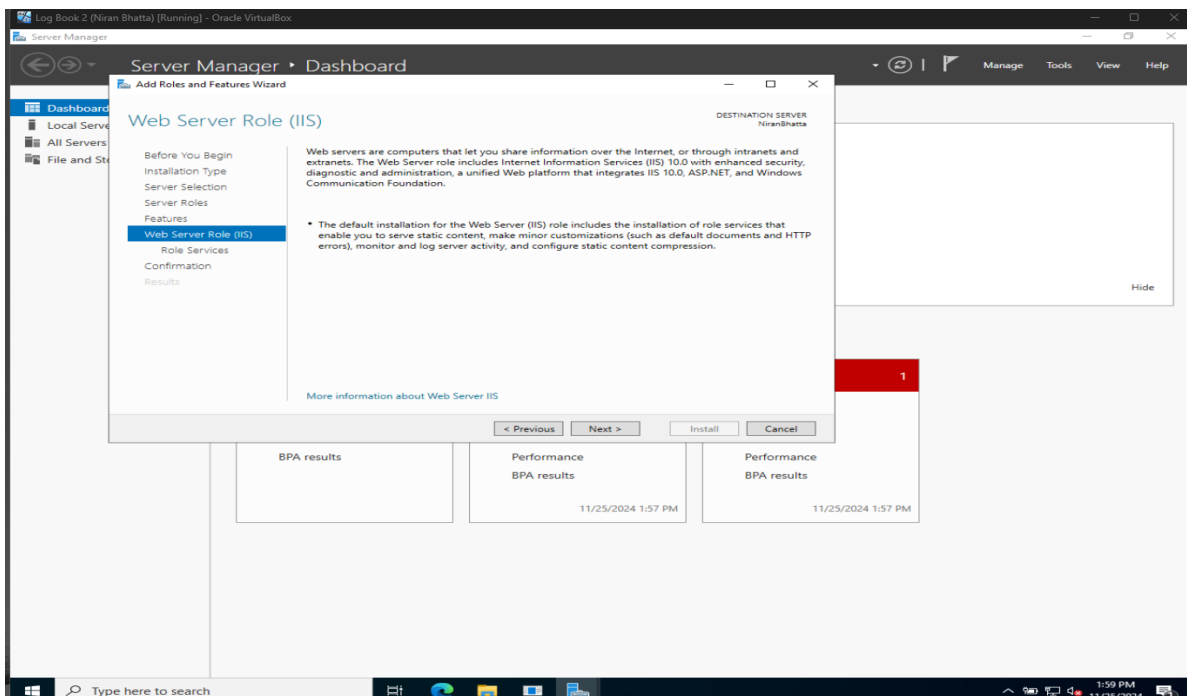 Log Book 2 (Niran Bhatta) [Running] - Oracle VirtualBox
Server Manager
Server Manager • Dashboard
Manage Tools View Help
Add Roles and Features Wizard
Dashboard
Local Serve
All Servers
File and Sto
Web Server Role (IIS)
DESTINATION SERVER
NiranBhatta
Before You Begin
Installation Type
Server Selection
Server Roles
Features
Web Server Role (IIS)
Role Services
Confirmation
Results
Web servers are computers that let you share information over the Internet, or through intranets and
extranets. The Web Server role includes Internet Information Services (IIS) 10.0 with enhanced security,
diagnostic and administration, a unified Web platform that integrates IIS 10.0, ASP.NET, and Windows
Communication Foundation.
• The default installation for the Web Server (IIS) role includes the installation of role services that
enable you to serve static content, make minor customizations (such as default documents and HTTP
errors), monitor and log server activity, and configure static content compression.
More information about Web Server IIS
< Previous Next > Install Cancel
Hide
1
BPA results
Performance
BPA results
11/25/2024 1:57 PM
Performance
BPA results
11/25/2024 1:57 PM
Type here to search
1:59 PM
11/25/2024